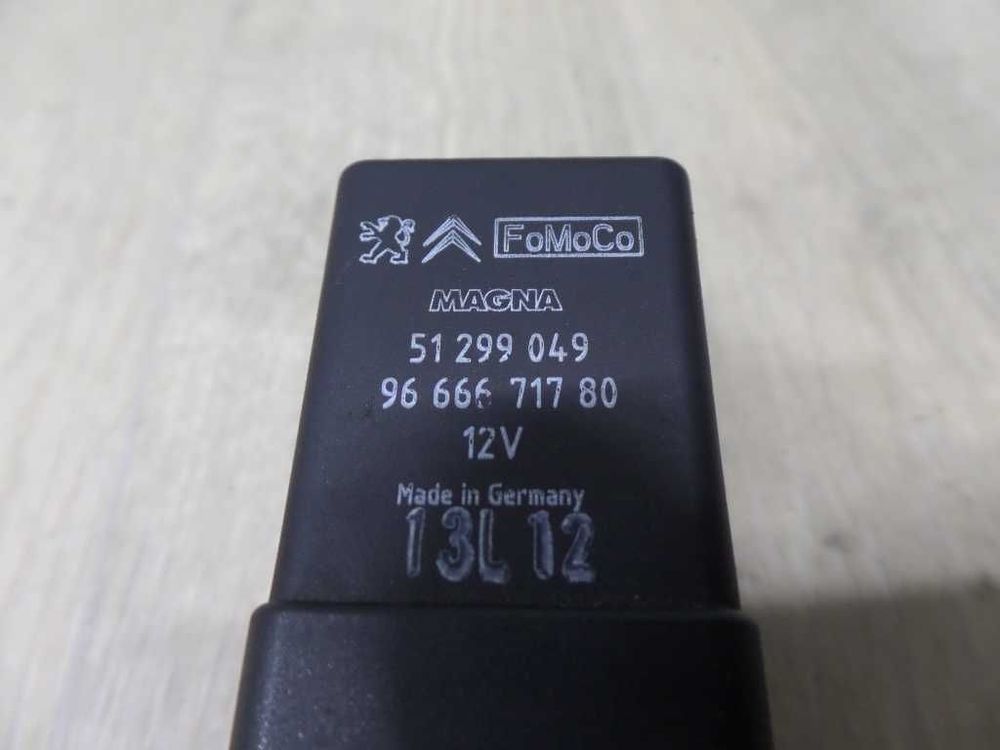 FoMoCo
MAGNA
51 299 049
96 666 717 80
12V
Made in Germany
13L 12